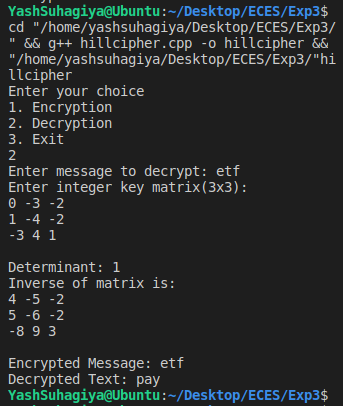 YashSuhagiya@Ubuntu:~/Desktop/ECES/Exp3$
cd "/home/yashsuhagiya/Desktop/ECES/Exp3/
" && g++ hillcipher.cpp -o hillcipher &&
"/home/yashsuhagiya/Desktop/ECES/Exp3/"hi
llcipher
Enter your choice
1. Encryption
2. Decryption
3. Exit
2
Enter message to decrypt: etf
Enter integer key matrix(3x3):
0 -3 -2
1 -4 -2
-3 4 1
Determinant: 1
Inverse of matrix is:
4 -5 -2
5 -6 -2
-8 9 3
Encrypted Message: etf
Decrypted Text: pay
YashSuhagiya@Ubuntu:~/Desktop/ECES/Exp3$